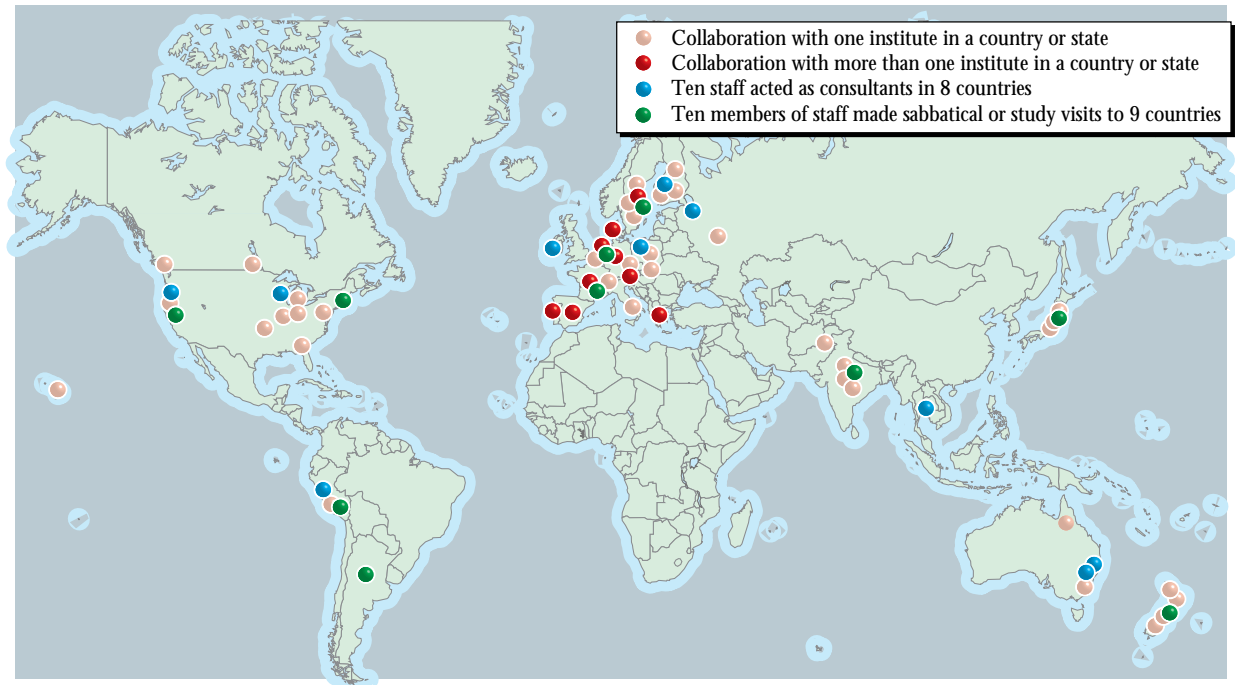 Collaboration with one institute in a country or state
Collaboration with more than one institute in a country or state
Ten staff acted as consultants in 8 countries
Ten members of staff made sabbatical or study visits to 9 countries